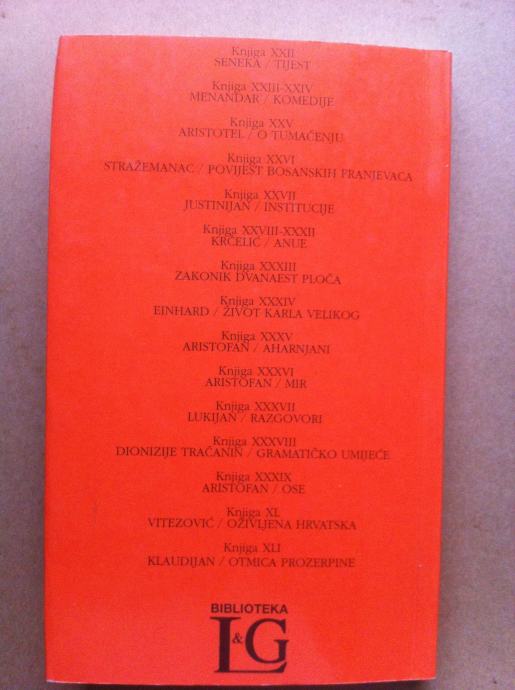 Knjiga XXII
SENEKA / TIJEST
Knjiga XXIII-XXIV
MENANDAR / KOMEDIJE
Knjiga XXV
ARISTOTEL / O TUMAČENJU
Knjiga XXVI
STRAŽEMANAC / POVIJEST BOSANSKIH FRANJEVACA
Knjiga XXVII
JUSTINIJAN / INSTITUCIJE
Knjiga XXVIII-XXXII
KRČELIĆ / ANUE
Knjiga XXXIII
ZAKONIK DVANAEST PLOČA
Knjiga XXXIV
EINHARD / ŽIVOT KARLA VELIKOG
Knjiga XXXV
ARISTOFAN / AHARNJANI
Knjiga XXXVI
ARISTOFAN / MIR
Knjiga XXXVII
LUKIJAN / RAZGOVORI
Knjiga XXXVIII
DIONIZIJE TRAČANIN / GRAMATIČKO UMIJEĆE
Knjiga XXXIX
ARISTOFAN / OSE
Knjiga XL
VITEZOVIĆ / OŽIVLJENA HRVATSKA
Knjiga XLI
KLAUDIJAN / OTMICA PROZERPINE
BIBLIOTEKA
L&G